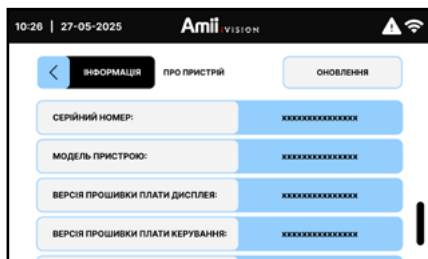 10:26 | 27-05-2025 Amii.VISION
ІНФОРМАЦІЯ ПРО ПРИСТРІЙ ОНОВЛЕННЯ
СЕРІЙНИЙ НОМЕР: xxxxxxxxxxxxxxx
МОДЕЛЬ ПРИСТРОЮ: xxxxxxxxxxxxxxx
ВЕРСІЯ ПРОШИВКИ ПЛАТИ ДИСПЛЕЯ: xxxxxxxxxxxxxxx
ВЕРСІЯ ПРОШИВКИ ПЛАТИ КЕРУВАННЯ: xxxxxxxxxxxxxxx